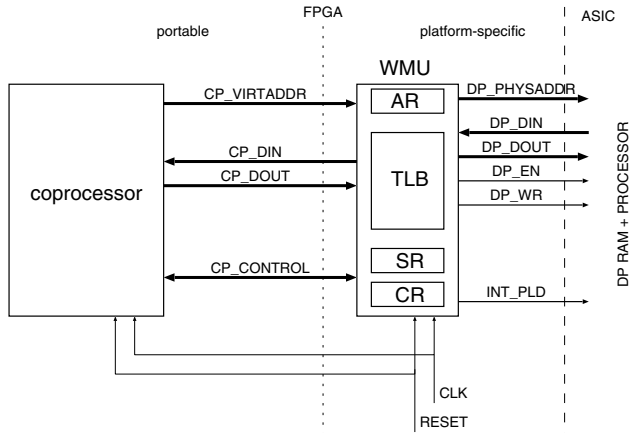 FPGA
ASIC
portable
platform-specific
WMU
CP_VIRTADDR
AR
DP_PHYSADDR
DP_DIN
CP_DIN
DP_DOUT
CP_DOUT
TLB
DP_EN
coprocessor
DP_WR
DP RAM + PROCESSOR
CP_CONTROL
SR
CR
INT_PLD
CLK
RESET